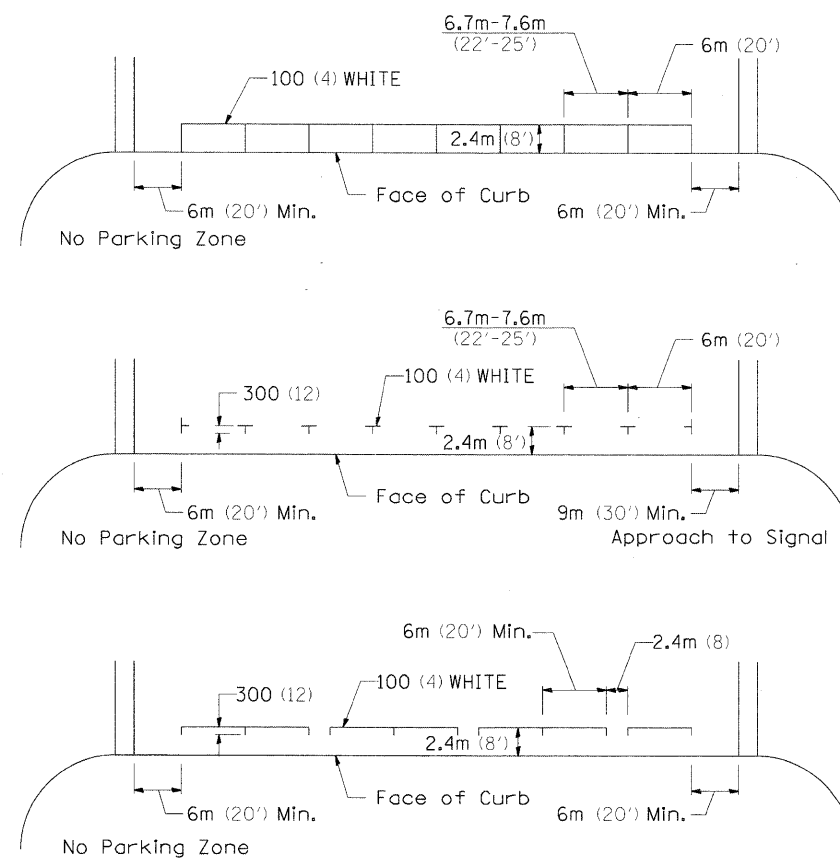 6.7m-7.6m
(22'-25')
6m (20')
100 (4) WHITE
2.4m (8')
Face of Curb
6m (20') Min.
6m (20') Min.
No Parking Zone
6.7m-7.6m
(22'-25')
6m (20')
300 (12)
100 (4) WHITE
2.4m (8')
Face of Curb
6m (20') Min.
9m (30') Min.
No Parking Zone
Approach to Signal
6m (20') Min.
2.4m (8)
300 (12)
100 (4) WHITE
2.4m (8')
Face of Curb
6m (20') Min.
6m (20') Min.
No Parking Zone